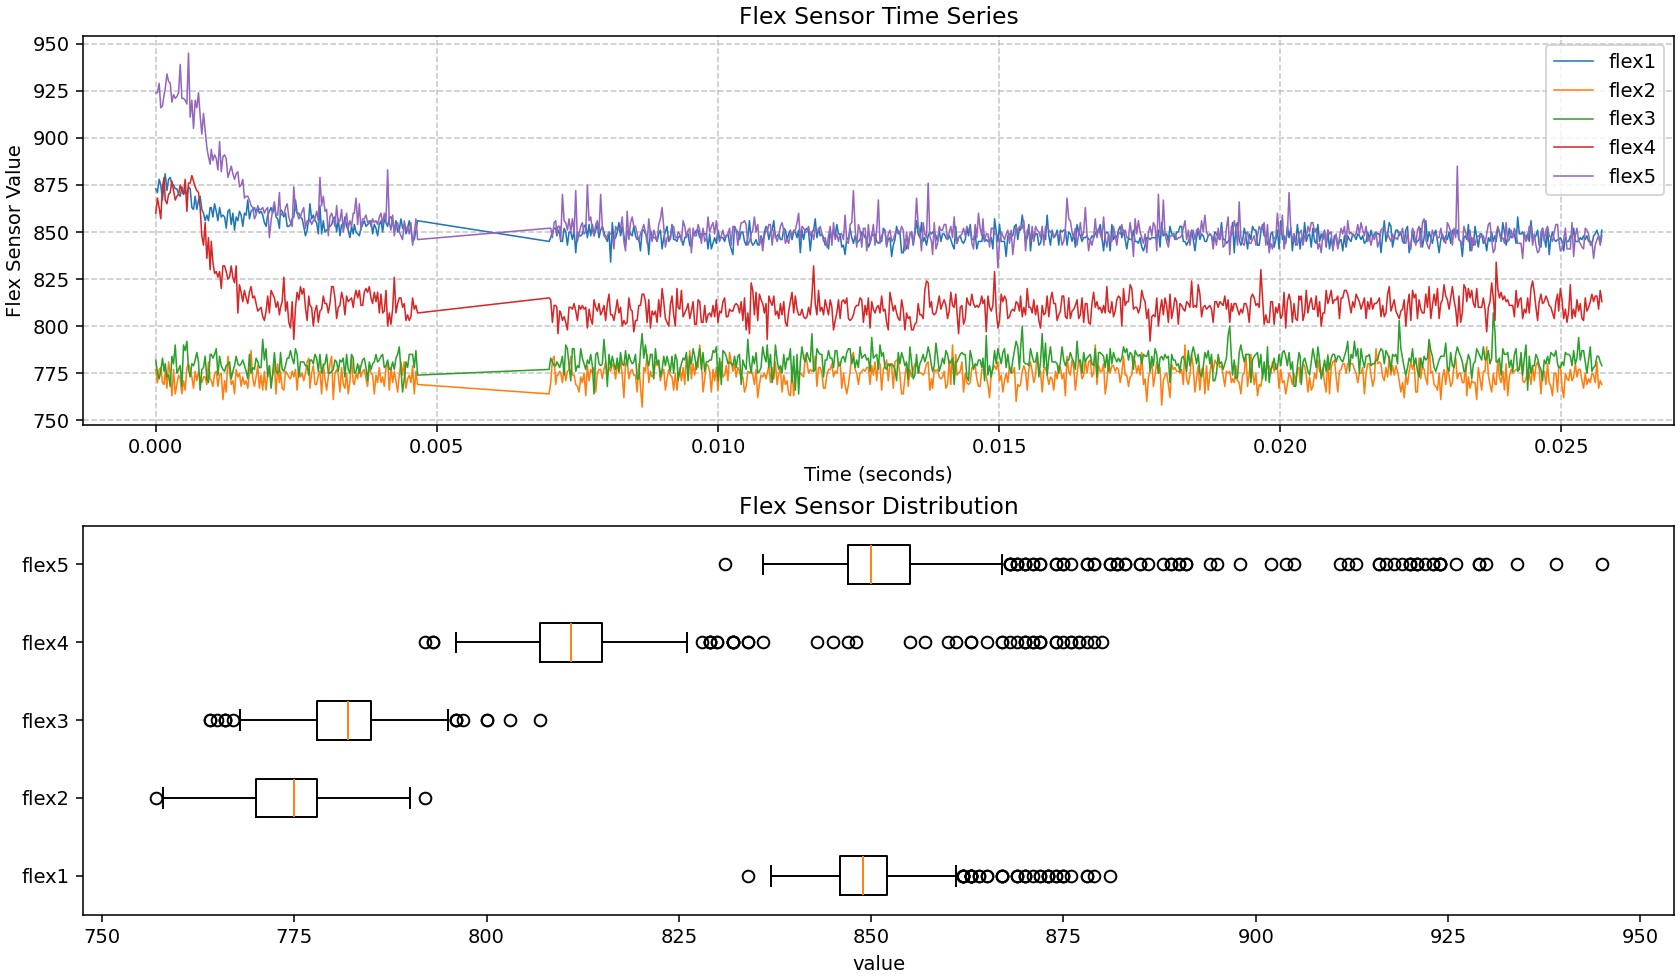 Flex Sensor Time Series
Flex Sensor Value
950
925
900
875
850
825
800
775
750
flex1
flex2
flex3
flex4
flex5
0.000 0.005 0.010 0.015 0.020 0.025
Time (seconds)
Flex Sensor Distribution
flex5
flex4
flex3
flex2
flex1
750 775 800 825 850 875 900 925 950
value